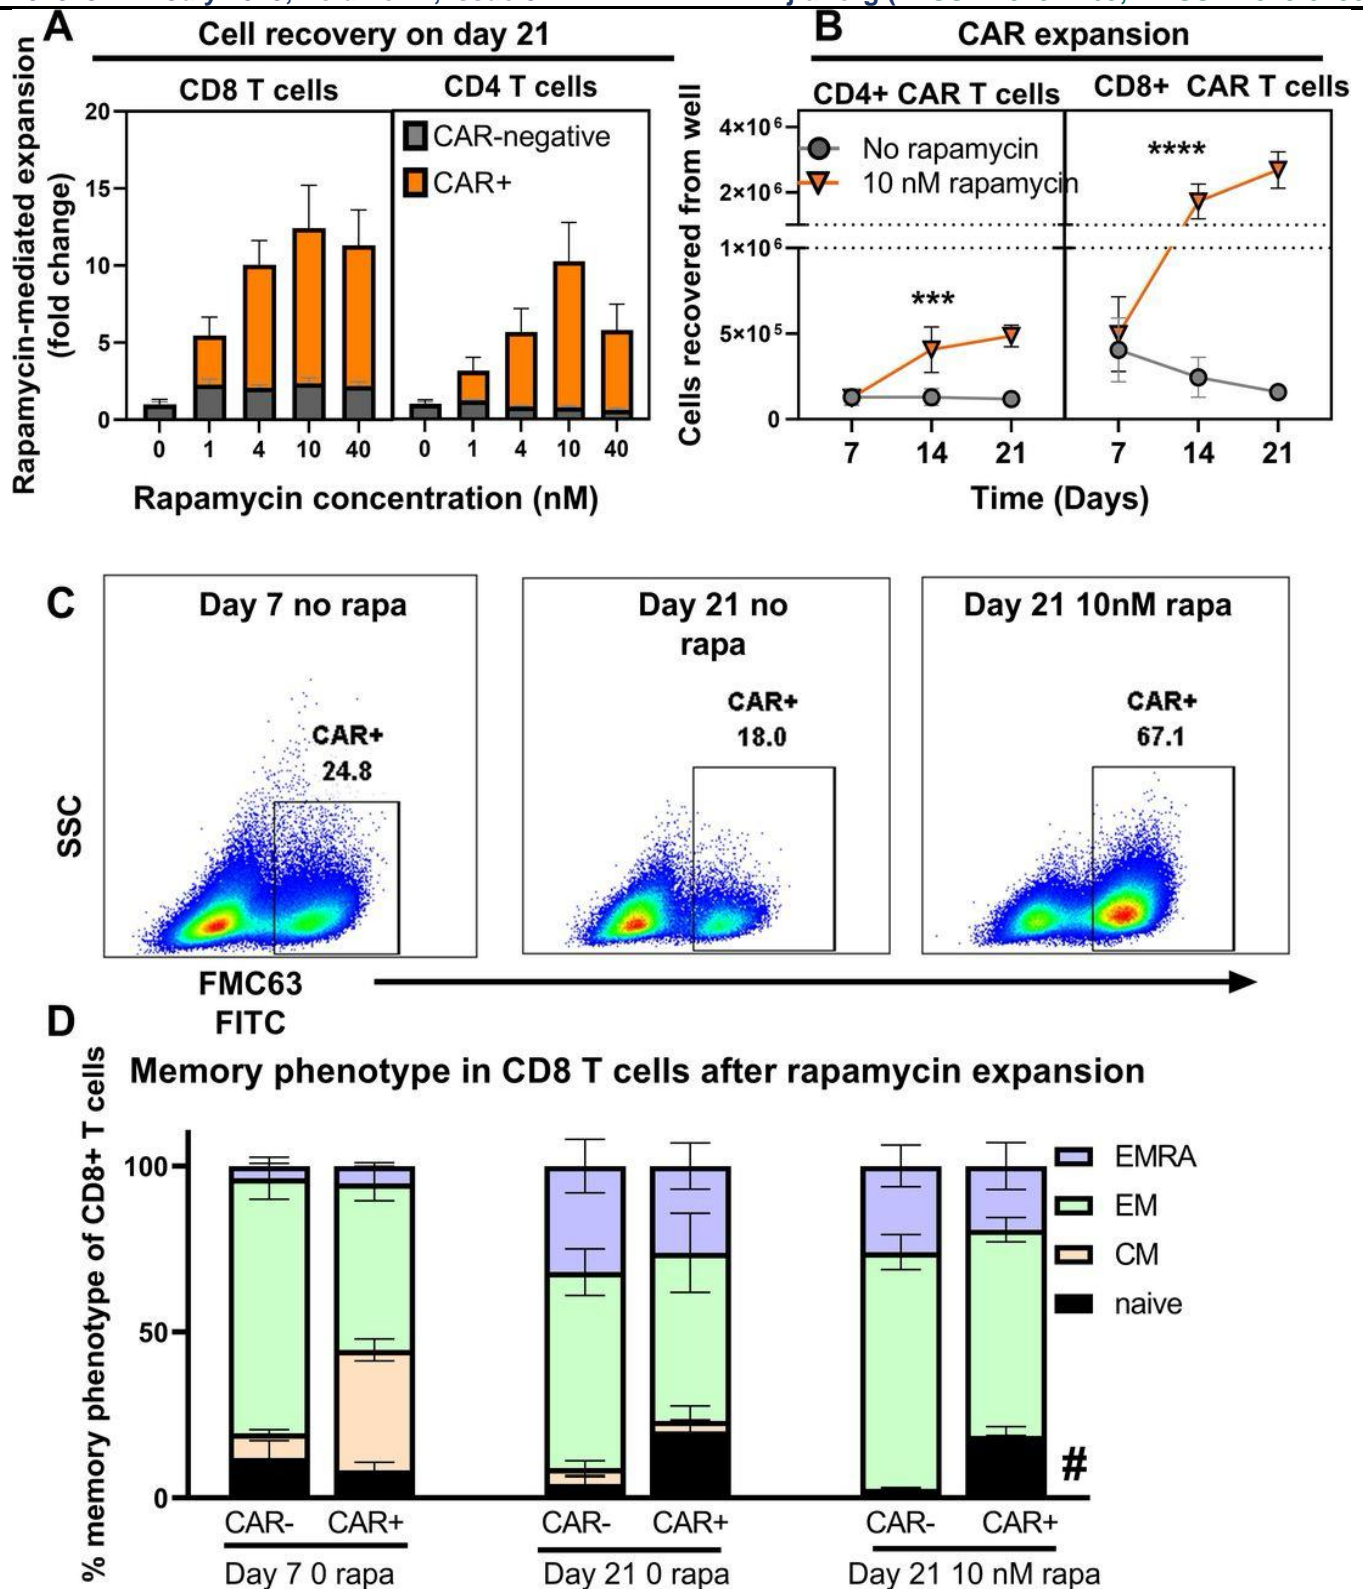 A
Cell recovery on day 21
CD8 T cells
CD4 T cells
Rapamycin-mediated expansion
(fold change)
20
15
10
5
0
CAR-negative
CAR+
0 1 4 10 40
0 1 4 10 40
Rapamycin concentration (nM)
B
CAR expansion
CD4+ CAR T cells
CD8+ CAR T cells
Cells recovered from well
4×10⁶
2×10⁶
1×10⁶
5×10⁵
0
No rapamycin
10 nM rapamycin
***
****
7 14 21
7 14 21
Time (Days)
C
Day 7 no rapa
CAR+
24.8
Day 21 no
rapa
CAR+
18.0
Day 21 10nM rapa
CAR+
67.1
SSC
FMC63
FITC
D
Memory phenotype in CD8 T cells after rapamycin expansion
% memory phenotype of CD8+ T cells
100
50
0
EMRA
EM
CM
naive
#
CAR- CAR+
CAR- CAR+
CAR- CAR+
Day 7 0 rapa
Day 21 0 rapa
Day 21 10 nM rapa